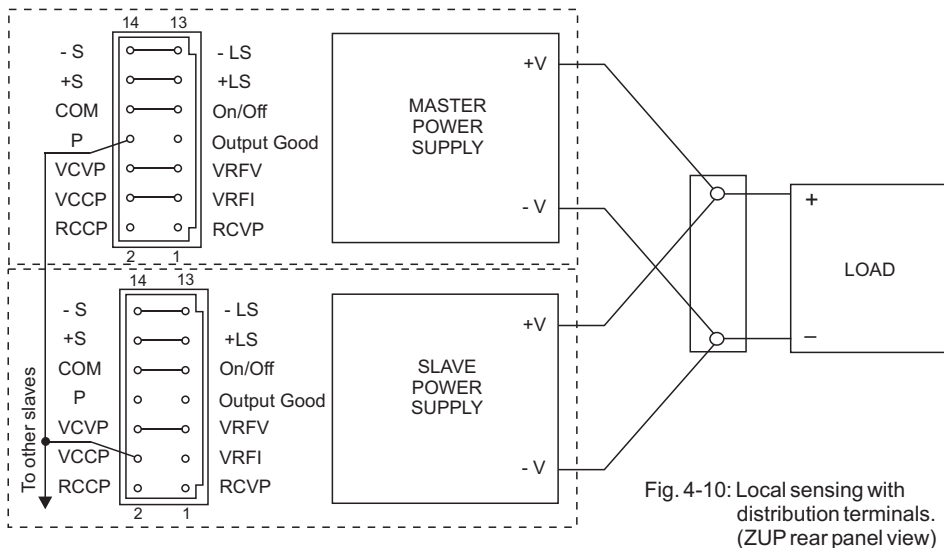 14 13
- S - LS
+S +LS
COM On/Off
P Output Good
VCVP VRFV
VCCP VRFI
RCCP RCVP
2 1
MASTER
POWER
SUPPLY
+V
- V
14 13
- S - LS
+S +LS
COM On/Off
P Output Good
VCVP VRFV
VCCP VRFI
RCCP RCVP
2 1
To other slaves
SLAVE
POWER
SUPPLY
+V
- V
+
LOAD
–
Fig. 4-10: Local sensing with
distribution terminals.
(ZUP rear panel view)